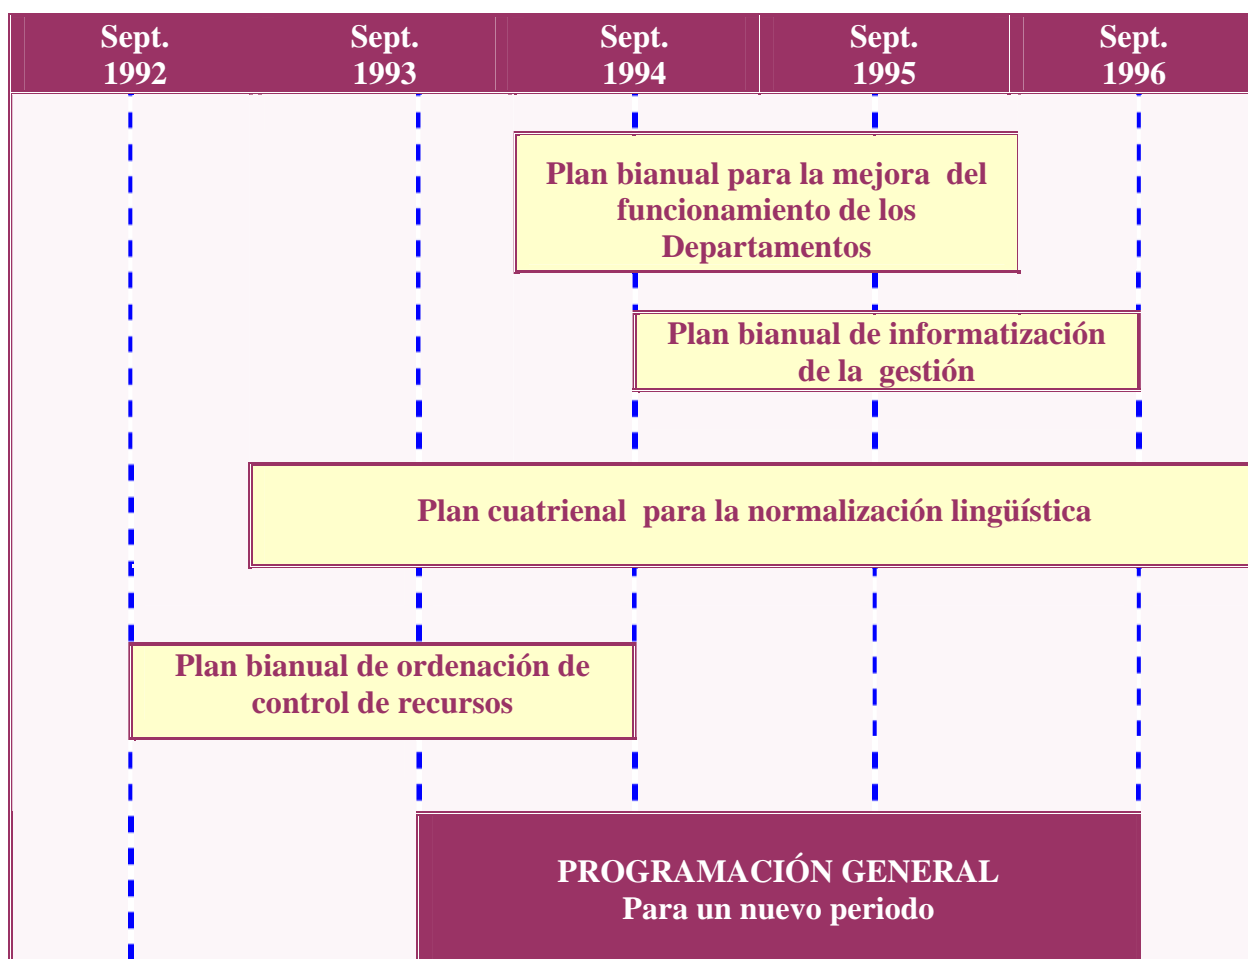 Sept. Sept. Sept. Sept. Sept.
1992 1993 1994 1995 1996
Plan bianual para la mejora del
funcionamiento de los
Departamentos
Plan bianual de informatización
de la gestión
Plan cuatrienal para la normalización lingüística
Plan bianual de ordenación de
control de recursos
PROGRAMACIÓN GENERAL
Para un nuevo periodo